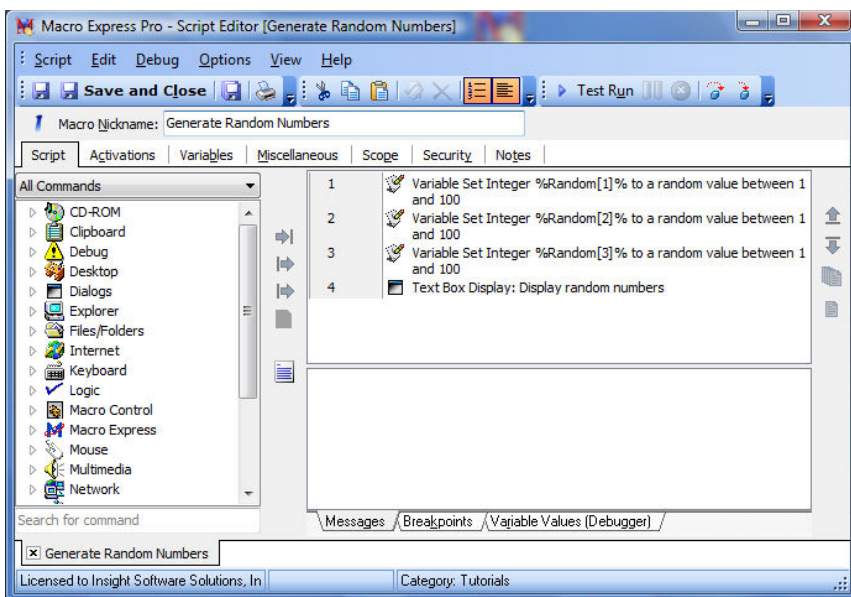 Macro Express Pro - Script Editor [Generate Random Numbers]
Script Edit Debug Options View Help
Save and Close Test Run
Macro Nickname: Generate Random Numbers
Script Activations Variables Miscellaneous Scope Security Notes
All Commands
CD-ROM
Clipboard
Debug
Desktop
Dialogs
Explorer
Files/Folders
Internet
Keyboard
Logic
Macro Control
Macro Express
Mouse
Multimedia
Network
Search for command
1 Variable Set Integer %Random[1]% to a random value between 1
and 100
2 Variable Set Integer %Random[2]% to a random value between 1
and 100
3 Variable Set Integer %Random[3]% to a random value between 1
and 100
4 Text Box Display: Display random numbers
Messages Breakpoints Variable Values (Debugger)
Generate Random Numbers
Licensed to Insight Software Solutions, In Category: Tutorials